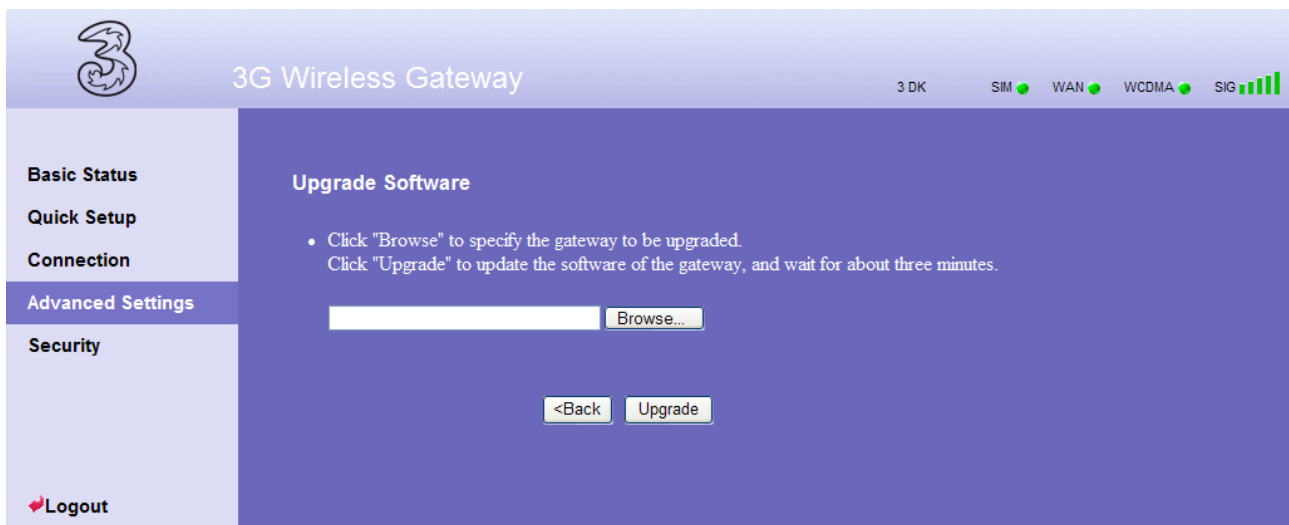 3
3G Wireless Gateway
3 DK SIM WAN WCDMA SIG
Basic Status
Quick Setup
Connection
Advanced Settings
Security
Logout
Upgrade Software
• Click "Browse" to specify the gateway to be upgraded.
Click "Upgrade" to update the software of the gateway, and wait for about three minutes.
Browse...
<Back Upgrade